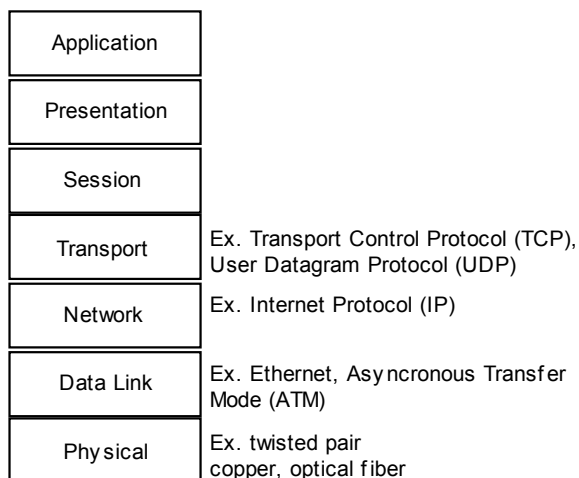 Application
Presentation
Session
Transport
Ex. Transport Control Protocol (TCP),
User Datagram Protocol (UDP)
Network
Ex. Internet Protocol (IP)
Data Link
Ex. Ethernet, Asyncronous Transfer
Mode (ATM)
Physical
Ex. twisted pair
copper, optical fiber